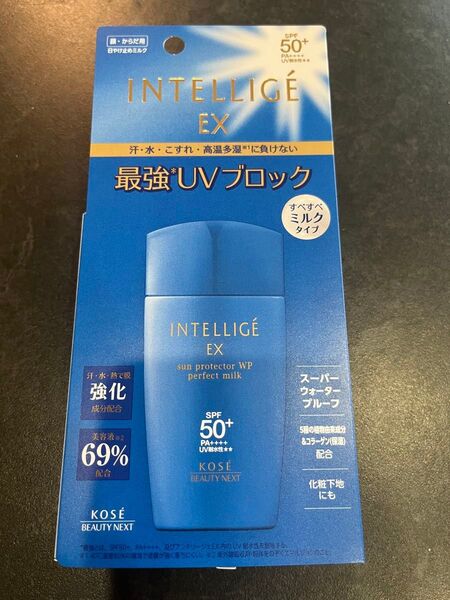 顔・からだ用
日やけ止めミルク
SPF
50+
PA++++
UV耐水性★★
INTELLIGÉ
EX
汗・水・こすれ・高温多湿※1に負けない
最強*UVブロック
すべすべ
ミルク
タイプ
INTELLIGÉ
EX
sun protector WP
perfect milk
SPF
50+
PA++++
UV耐水性★★
KOSÉ
BEAUTY NEXT
汗・水・熱で膜
強化
成分配合
美容液※2
69%
配合
スーパー
ウォーター
プルーフ
5種の植物由来成分
&コラーゲン(保湿)
配合
化粧下地
にも
KOSÉ
BEAUTY NEXT